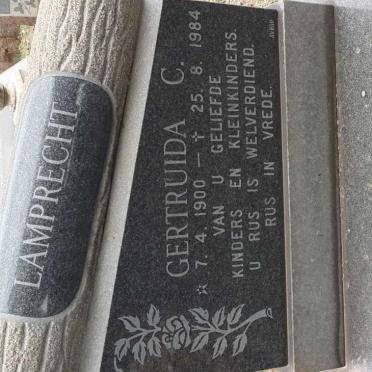 LAMPRECHT
GERTRUIDA C.
☆ 7. 4. 1900 — † 25. 8. 1984
VAN U GELIEFDE
KINDERS EN KLEINKINDERS.
U RUS IS WELVERDIEND.
RUS IN VREDE.